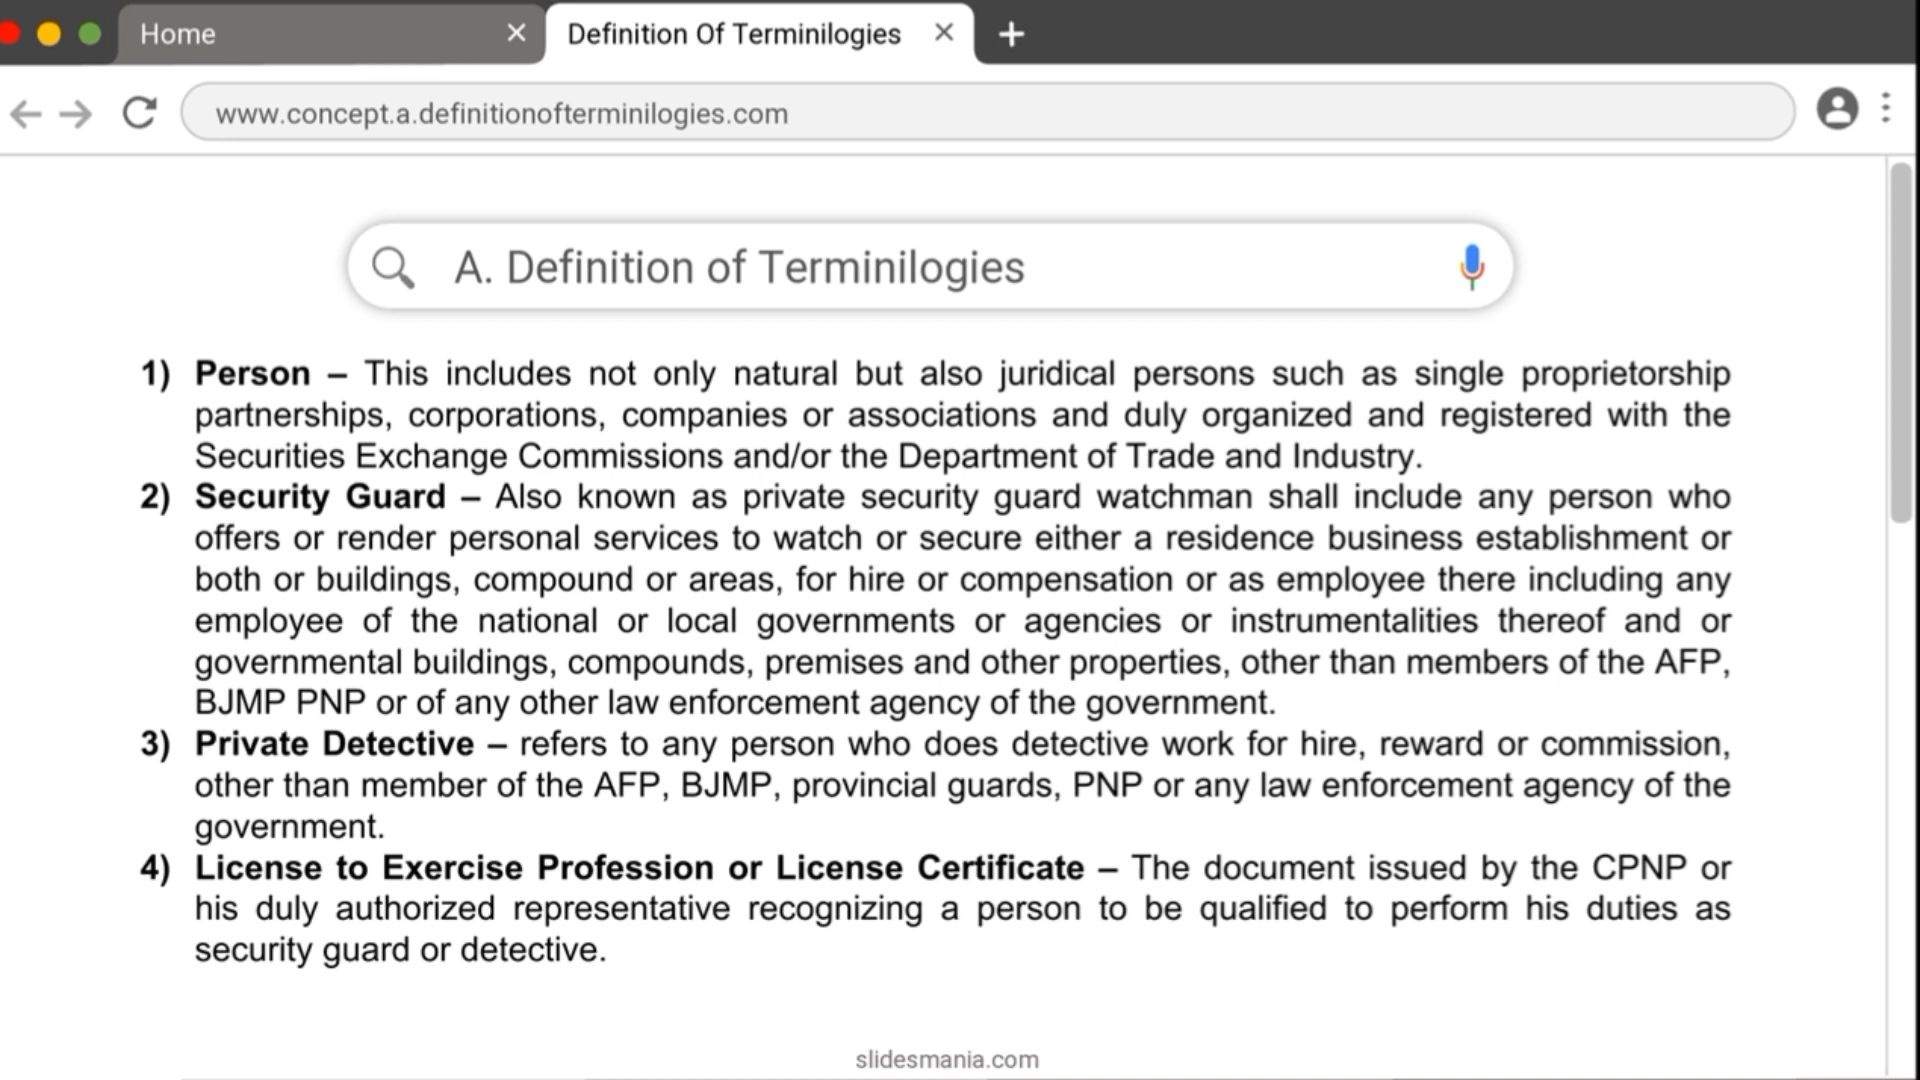 Home
Definition Of Terminilogies
www.concept.a.definitionofterminilogies.com
A. Definition of Terminilogies
1) Person – This includes not only natural but also juridical persons such as single proprietorship
partnerships, corporations, companies or associations and duly organized and registered with the
Securities Exchange Commissions and/or the Department of Trade and Industry.
2) Security Guard – Also known as private security guard watchman shall include any person who
offers or render personal services to watch or secure either a residence business establishment or
both or buildings, compound or areas, for hire or compensation or as employee there including any
employee of the national or local governments or agencies or instrumentalities thereof and or
governmental buildings, compounds, premises and other properties, other than members of the AFP,
BJMP PNP or of any other law enforcement agency of the government.
3) Private Detective – refers to any person who does detective work for hire, reward or commission,
other than member of the AFP, BJMP, provincial guards, PNP or any law enforcement agency of the
government.
4) License to Exercise Profession or License Certificate – The document issued by the CPNP or
his duly authorized representative recognizing a person to be qualified to perform his duties as
security guard or detective.
slidesmania.com